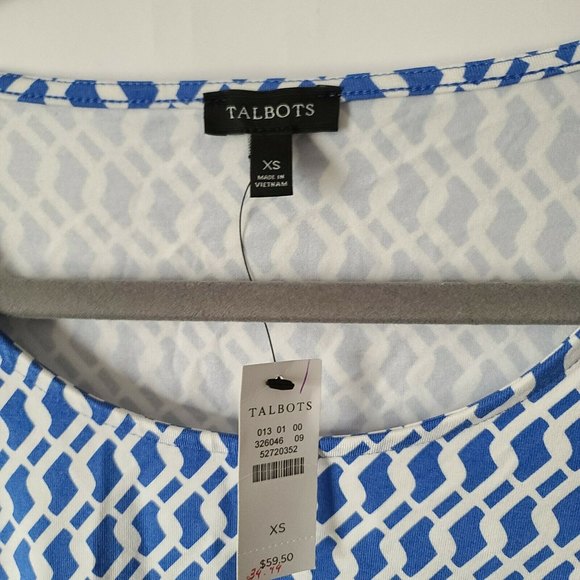 TALBOTS
XS
MADE IN
VIETNAM
TALBOTS
013 01 00
326046 09
52720352
XS
$59.50